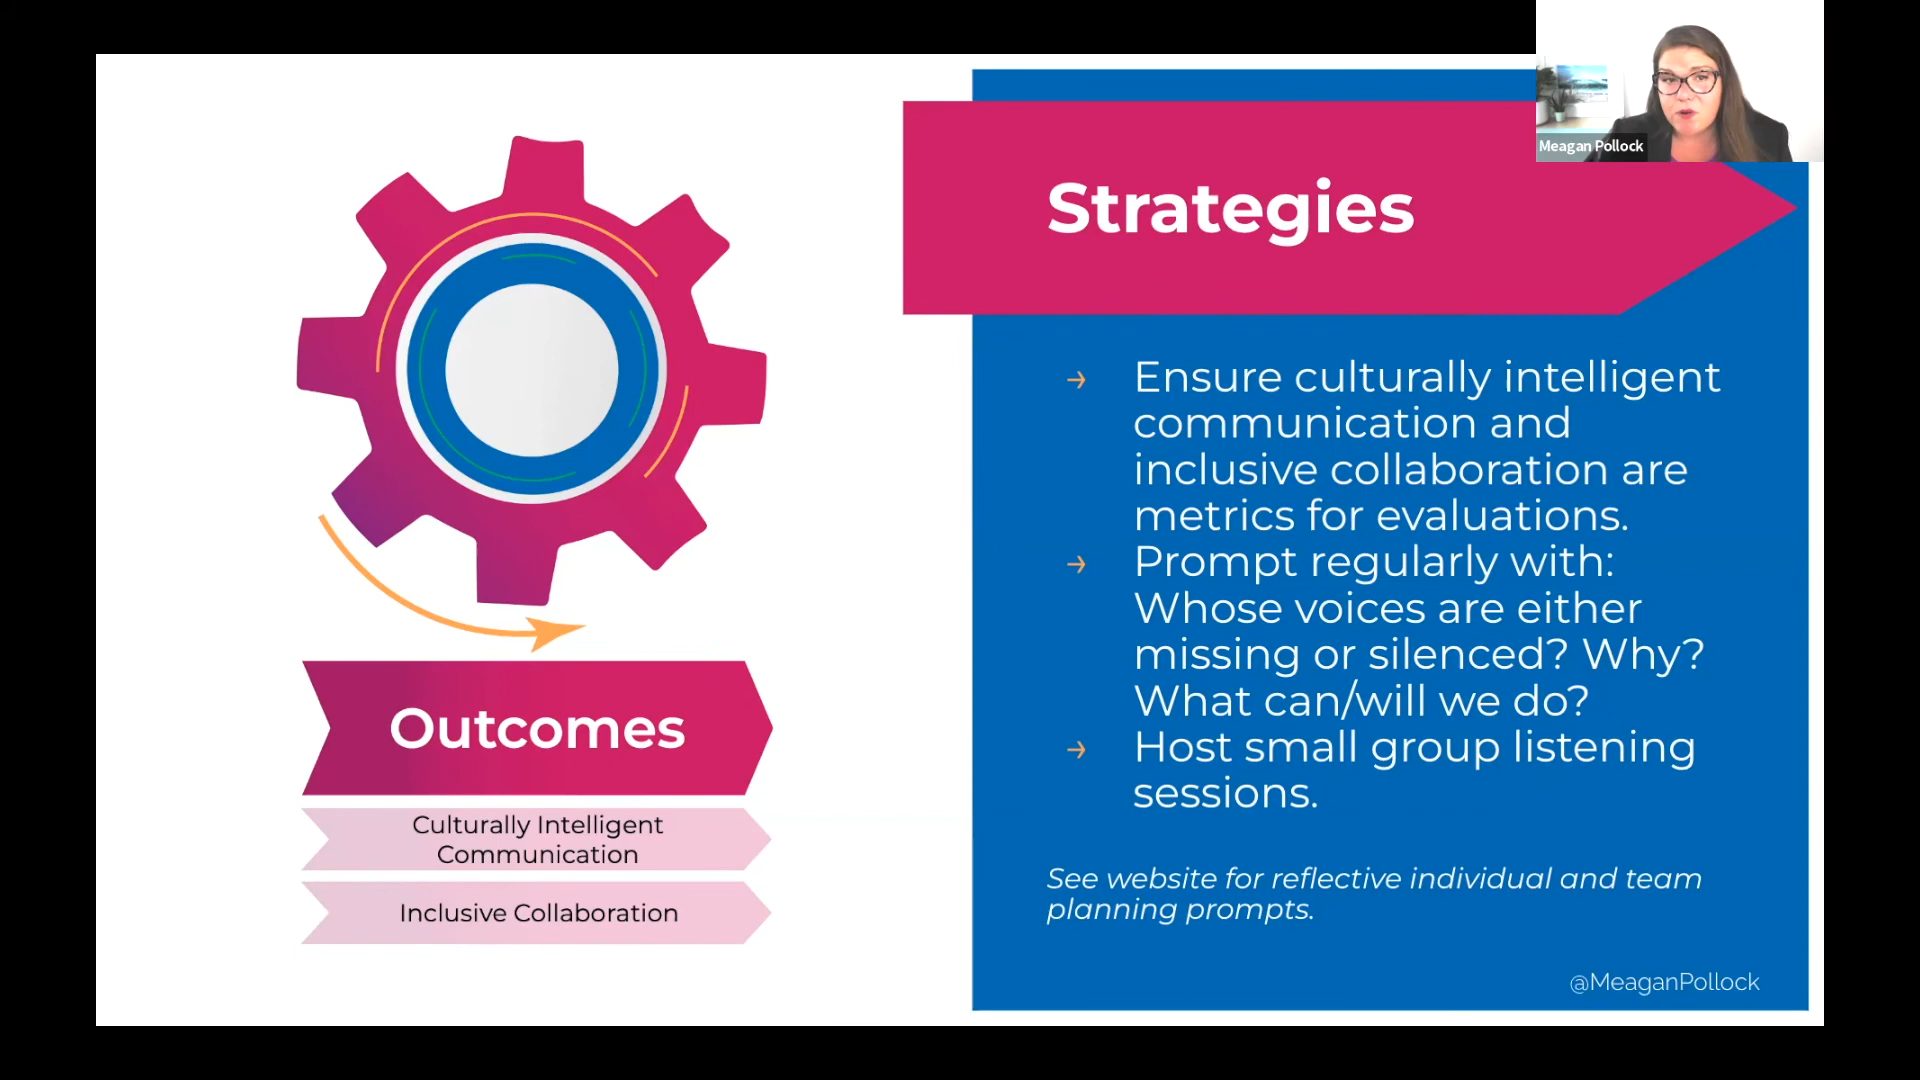 Meagan Pollock
Strategies
→ Ensure culturally intelligent
communication and
inclusive collaboration are
metrics for evaluations.
→ Prompt regularly with:
Whose voices are either
missing or silenced? Why?
What can/will we do?
→ Host small group listening
sessions.
See website for reflective individual and team
planning prompts.
@MeaganPollock
Outcomes
Culturally Intelligent
Communication
Inclusive Collaboration